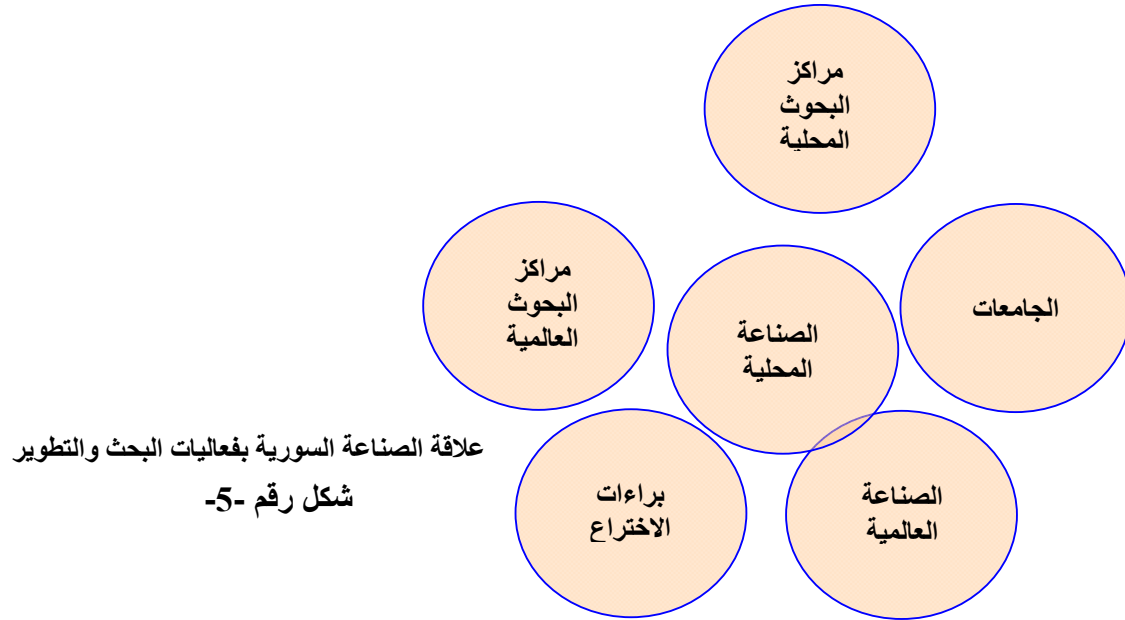 مراكز
البحوث
المحلية
مراكز
البحوث
العالمية
الصناعة
المحلية
الجامعات
علاقة الصناعة السورية بفعاليات البحث والتطوير
شكل رقم -5-
براءات
الاختراع
الصناعة
العالمية